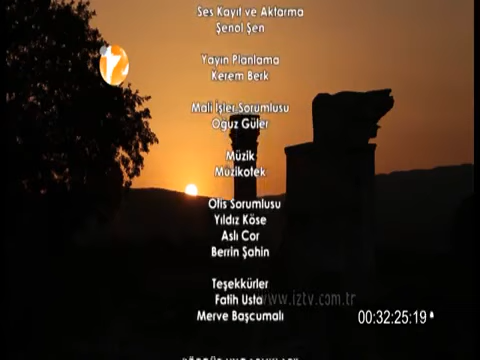 Ses Kayıt ve Aktarma
Şenol Şen
Yayın Planlama
Kerem Berk
Mali İşler Sorumlusu
Oğuz Güler
Müzik
Müzikotek
Ofis Sorumlusu
Yıldız Köse
Aslı Cor
Berrin Şahin
Teşekkürler
Fatih Usta
www.iztv.com.tr
Merve Başcumalı
00:32:25:19